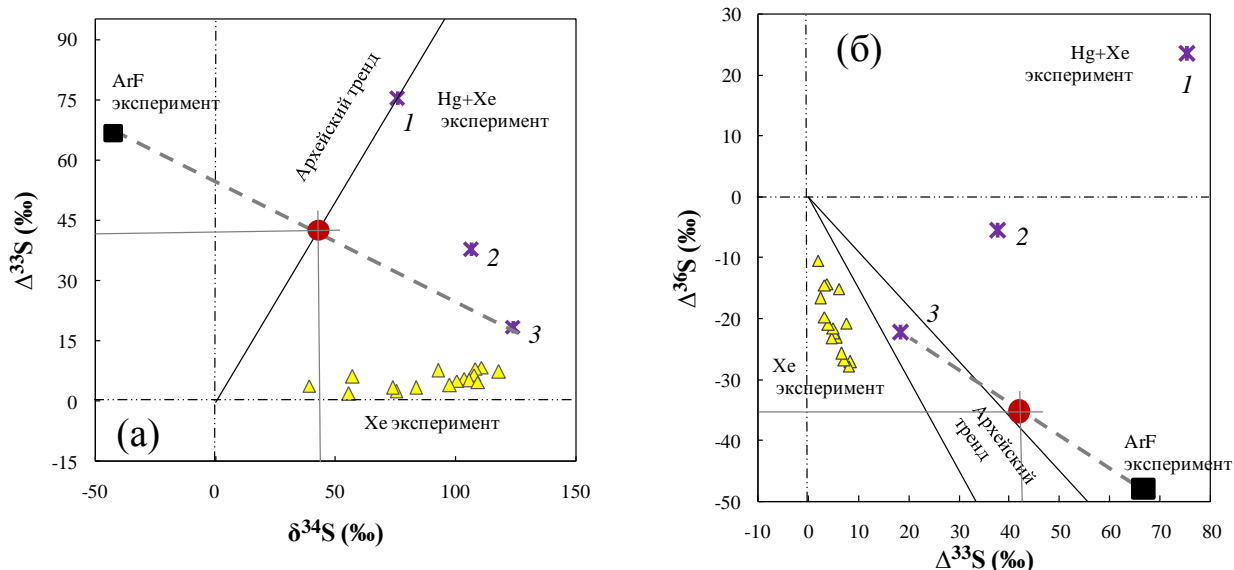 90
75
60
45
30
15
0
-15
Δ³³S (‰)
ArF
эксперимент
Архейский тренд
Hg+Xe
эксперимент
1
2
3
Xe эксперимент
(а)
-50
0
50
100
150
δ³⁴S (‰)
30
20
10
0
-10
-20
-30
-40
-50
Δ³⁶S (‰)
(б)
Hg+Xe
эксперимент
1
2
3
Xe
эксперимент
Архейский
тренд
ArF
эксперимент
-10
0
10
20
30
40
50
60
70
80
Δ³³S (‰)